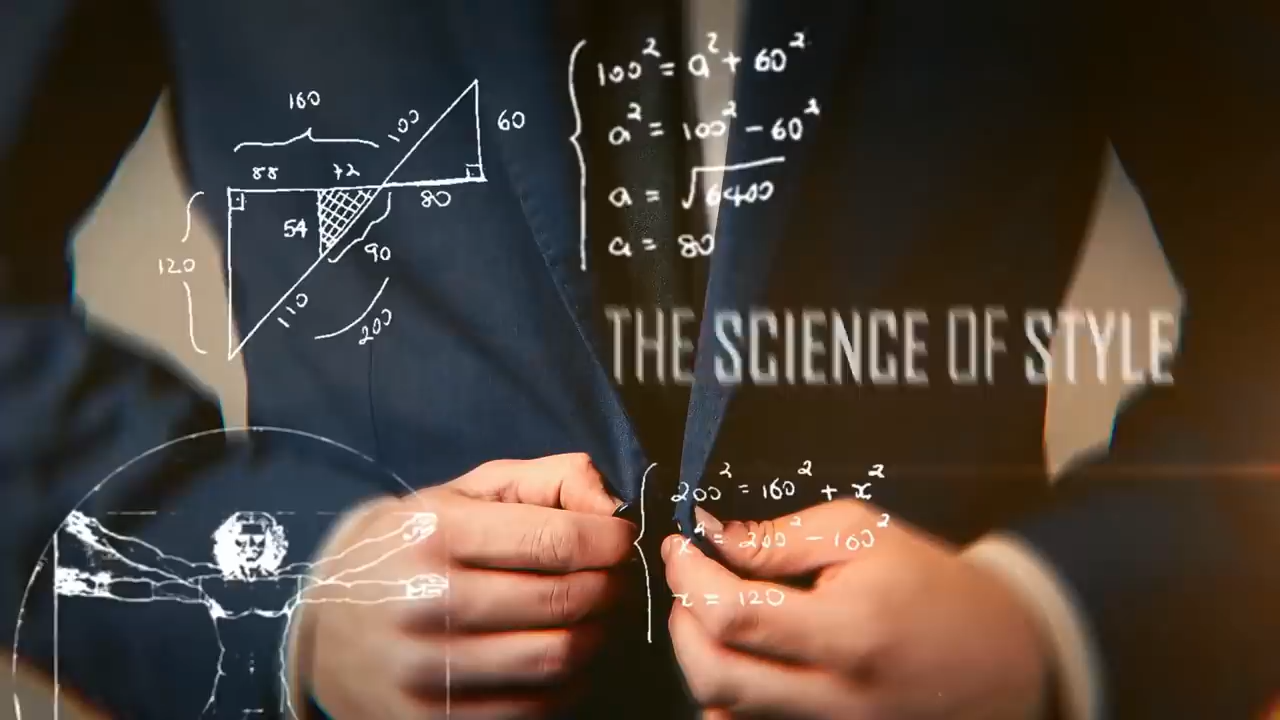 160
100
60
88 72
80
54
90
120
110
200
100² = a² + 60²
a² = 100² - 60²
a = √6400
a = 80
THE SCIENCE OF STYLE
200² = 160² + x²
x² = 200² - 160²
x = 120